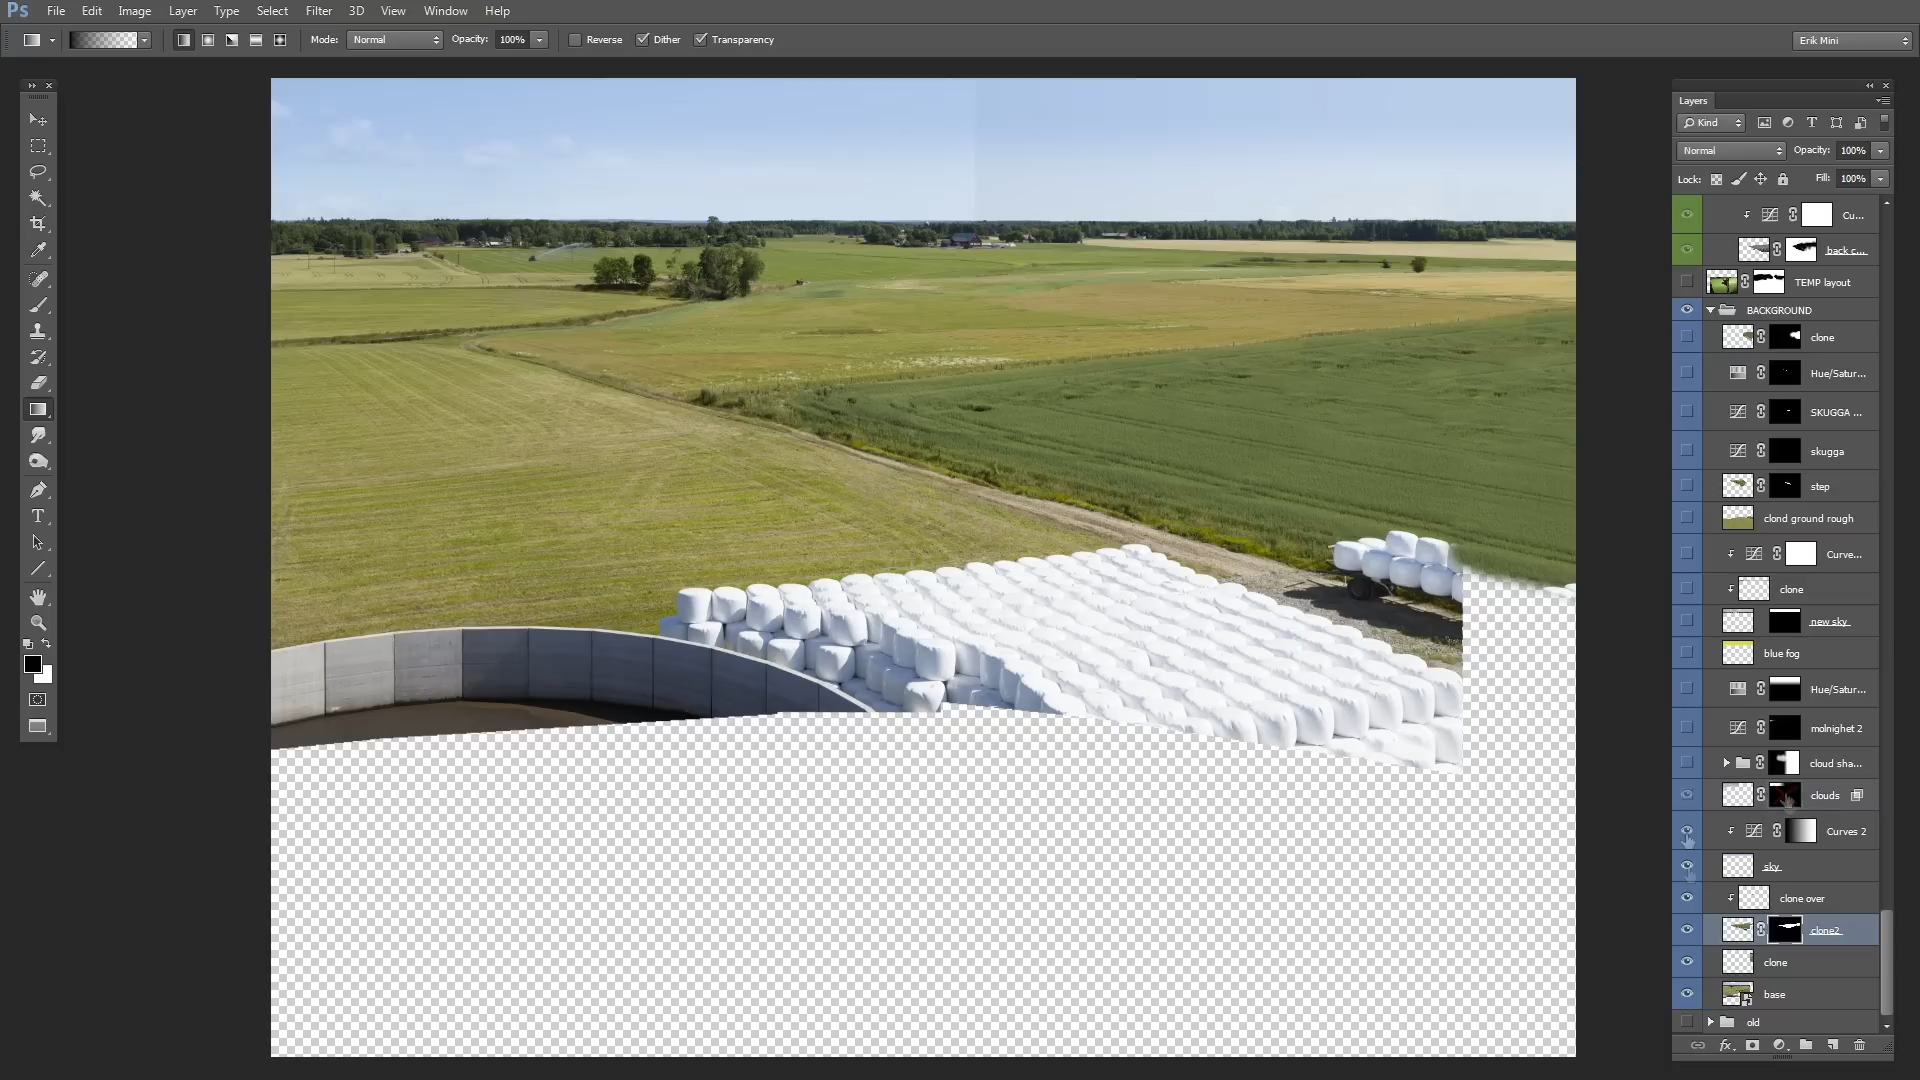 Ps File Edit Image Layer Type Select Filter 3D View Window Help
Mode: Normal Opacity: 100% Reverse Dither Transparency Erik Mini
Layers
Kind
Normal Opacity: 100%
Lock: Fill: 100%
Cu...
back c...
TEMP layout
BACKGROUND
clone
Hue/Satur...
SKUGGA ...
skugga
step
clond ground rough
Curve...
clone
new sky
blue fog
Hue/Satur...
molnighet 2
cloud sha...
clouds
Curves 2
sky
clone over
clone2
clone
base
old
fx